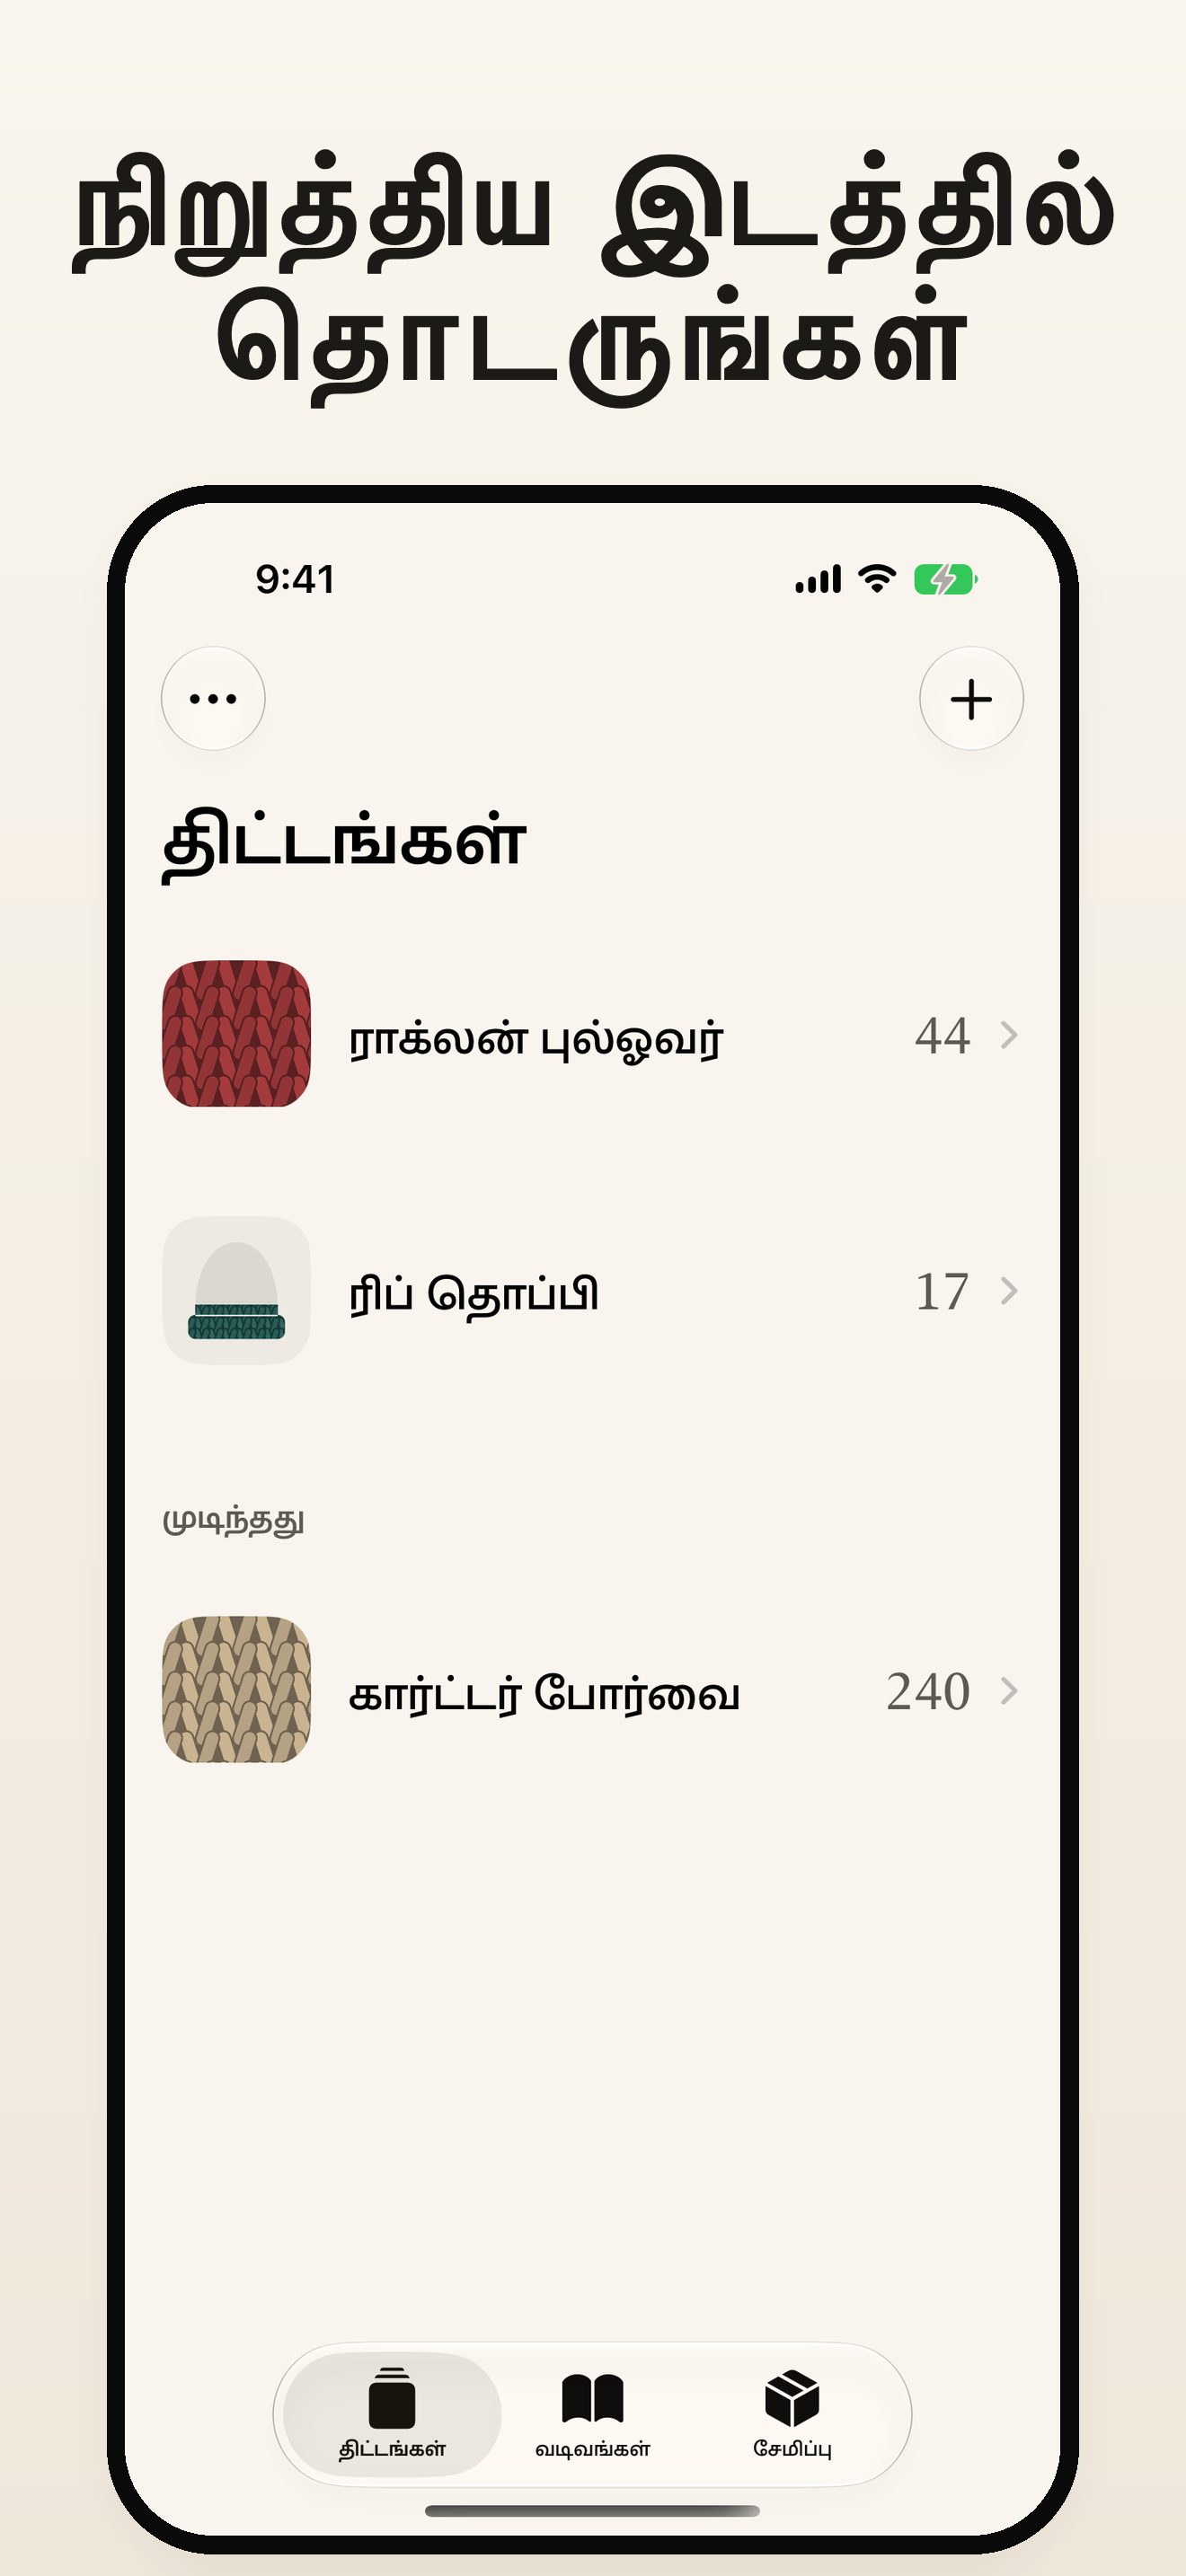 நிறுத்திய இடத்தில்
தொடருங்கள்
9:41
திட்டங்கள்
ராக்லன் புல்ஓவர்
44
ரிப் தொப்பி
17
முடிந்தது
கார்ட்டர் போர்வை
240
திட்டங்கள்
வடிவங்கள்
சேமிப்பு